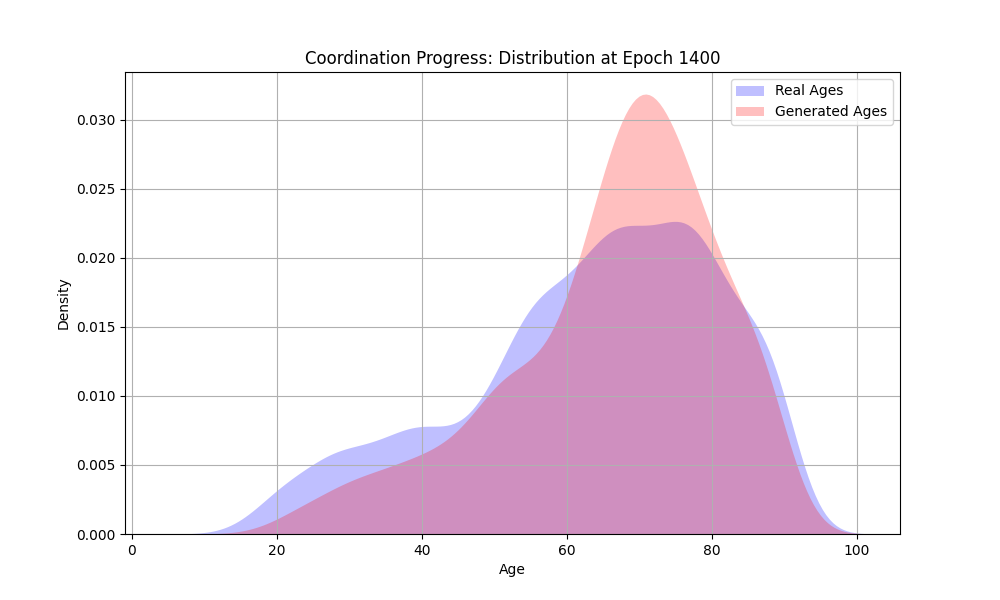 Coordination Progress: Distribution at Epoch 1400
Real Ages
Generated Ages
0.030
0.025
0.020
0.015
0.010
0.005
0.000
Density
0 20 40 60 80 100
Age